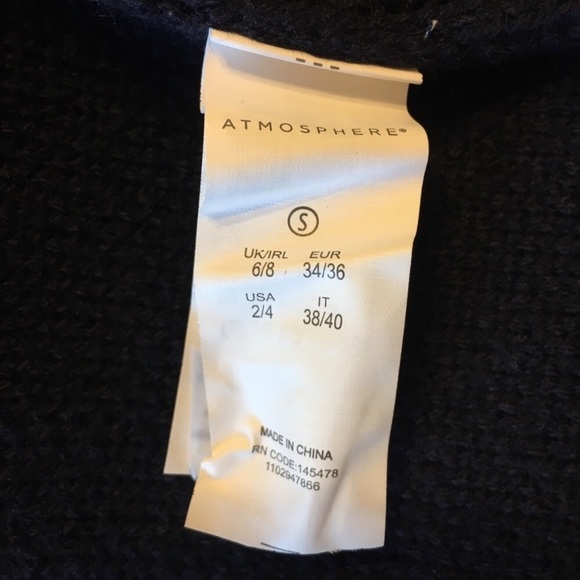 ATMOSPHERE®
S
UK/IRL EUR
6/8 34/36
USA IT
2/4 38/40
MADE IN CHINA
RN CODE:145478
1102947866